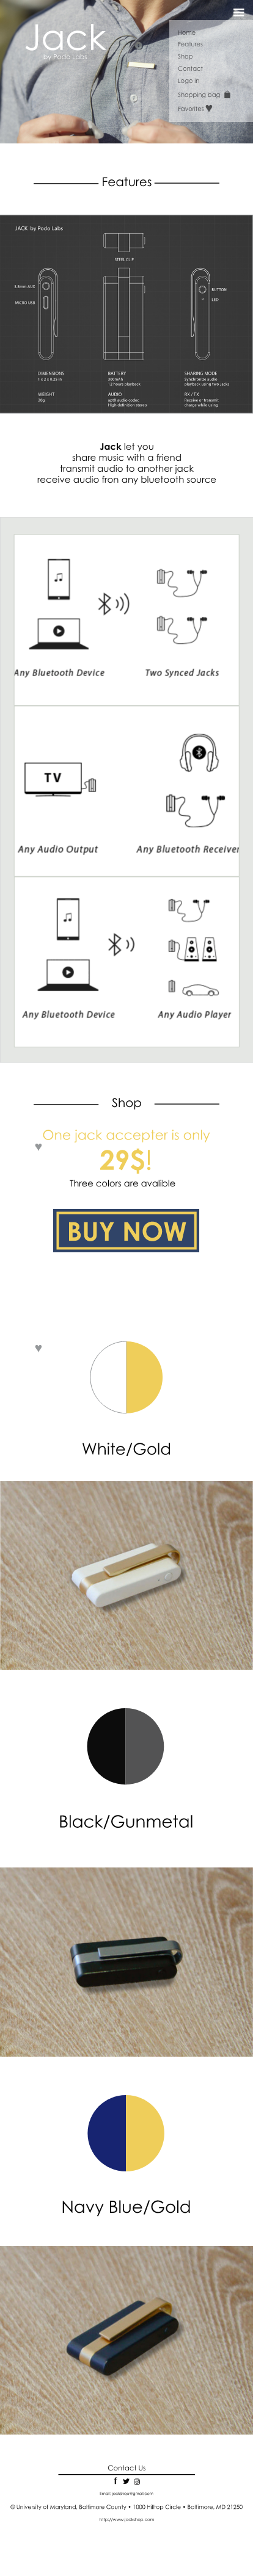 Jack
by Podo Labs
Home
Features
Shop
Contact
Logo in
Shopping bag
Favorites
Features
JACK by Podo Labs
STEEL CLIP
3.5mm AUX
MICRO USB
BUTTON
LED
DIMENSIONS
1 x 2 x 0.25 in
BATTERY
300mAh
12 hours playback
SHARING MODE
Synchronize audio
playback using two Jacks
WEIGHT
20g
AUDIO
aptX audio codec
High definition stereo
RX / TX
Receive or transmit
change while using
Jack let you
share music with a friend
transmit audio to another jack
receive audio fron any bluetooth source
Any Bluetooth Device
Two Synced Jacks
TV
Any Audio Output
Any Bluetooth Receiver
Any Bluetooth Device
Any Audio Player
Shop
One jack accepter is only
29$!
Three colors are avalible
BUY NOW
White/Gold
Black/Gunmetal
Navy Blue/Gold
Contact Us
Email: jackshop@gmail.com
© University of Maryland, Baltimore County • 1000 Hilltop Circle • Baltimore, MD 21250
http://www.jackshop.com